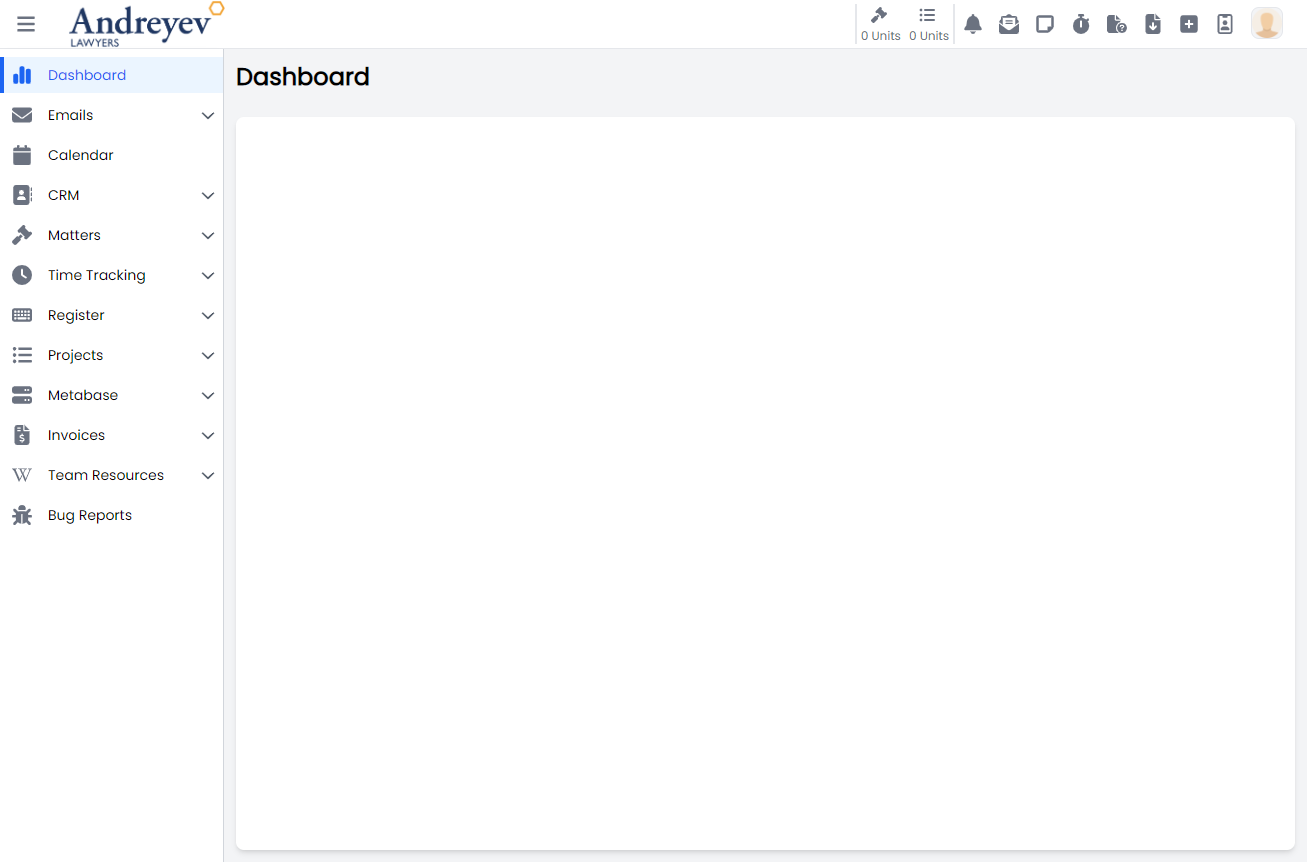 Andreyev
LAWYERS
0 Units
0 Units
Dashboard
Emails
Calendar
CRM
Matters
Time Tracking
Register
Projects
Metabase
Invoices
Team Resources
Bug Reports
Dashboard